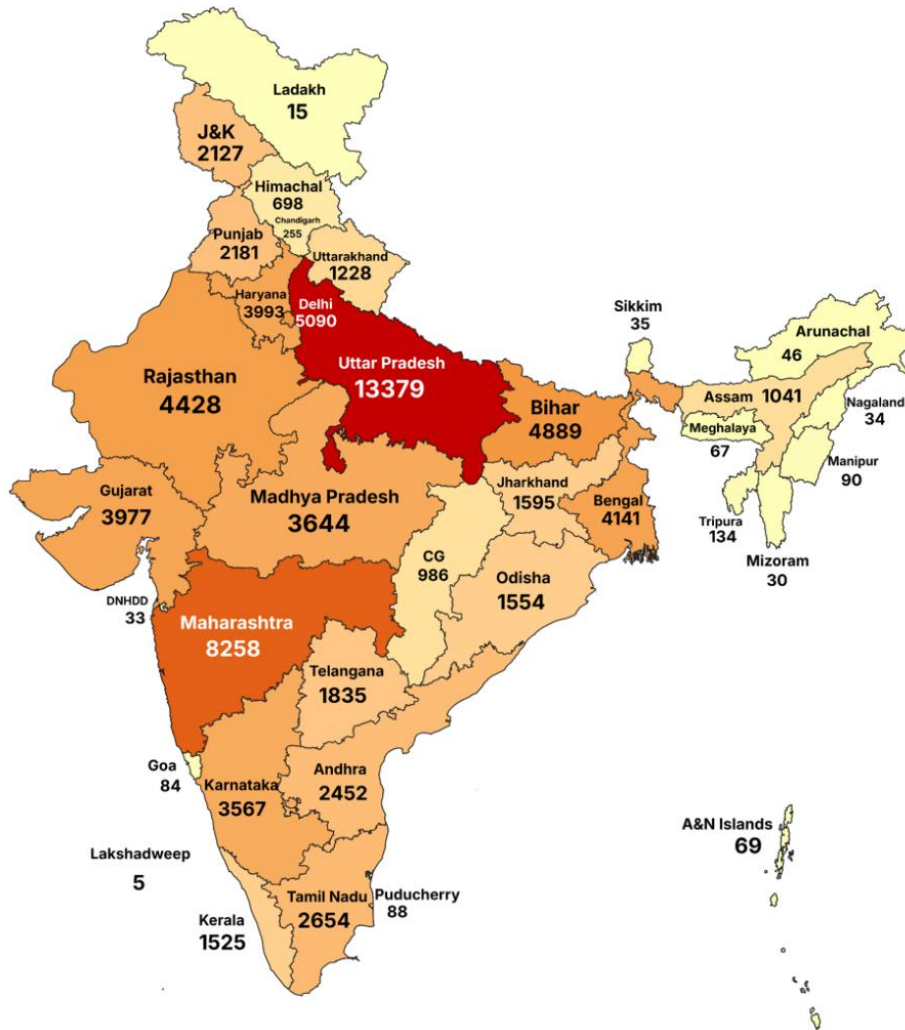 Ladakh
15
J&K
2127
Himachal
698
Chandigarh
255
Punjab
2181
Uttarakhand
1228
Haryana
3993
Delhi
5090
Sikkim
35
Arunachal
46
Uttar Pradesh
13379
Rajasthan
4428
Bihar
4889
Assam 1041
Nagaland
34
Meghalaya
67
Manipur
90
Gujarat
3977
Madhya Pradesh
3644
Jharkhand
1595
Bengal
4141
Tripura
134
Mizoram
30
CG
986
Odisha
1554
DNHDD
33
Maharashtra
8258
Telangana
1835
Goa
84
Karnataka
3567
Andhra
2452
A&N Islands
69
Lakshadweep
5
Kerala
1525
Tamil Nadu
2654
Puducherry
88